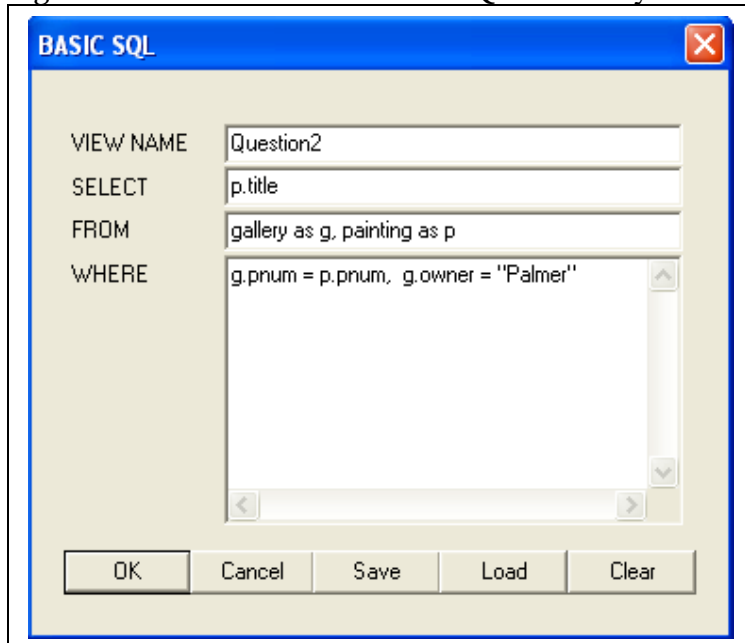 BASIC SQL
VIEW NAME Question2
SELECT p.title
FROM gallery as g, painting as p
WHERE g.pnum = p.pnum, g.owner = "Palmer"
OK Cancel Save Load Clear